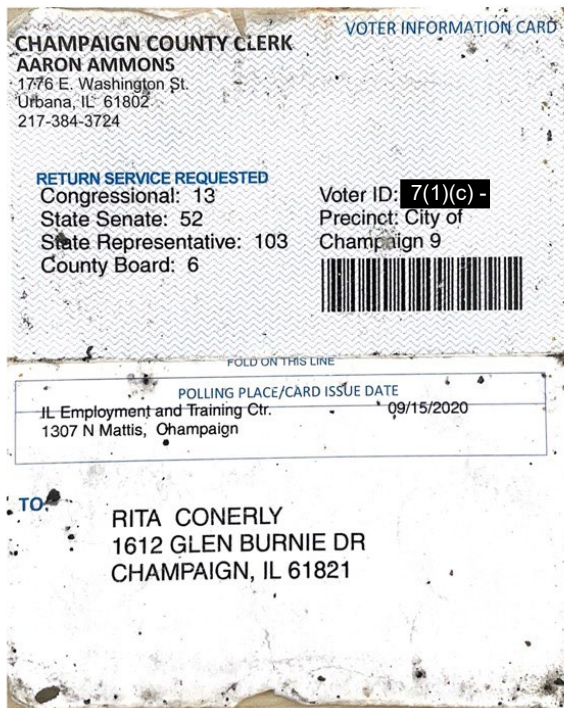 VOTER INFORMATION CARD
CHAMPAIGN COUNTY CLERK
AARON AMMONS
1776 E. Washington St.
Urbana, IL 61802
217-384-3724
RETURN SERVICE REQUESTED
Congressional: 13
State Senate: 52
State Representative: 103
County Board: 6
Voter ID: 7(1)(c) -
Precinct: City of
Champaign 9
FOLD ON THIS LINE
POLLING PLACE/CARD ISSUE DATE
IL Employment and Training Ctr. 09/15/2020
1307 N Mattis, Champaign
TO:
RITA CONERLY
1612 GLEN BURNIE DR
CHAMPAIGN, IL 61821